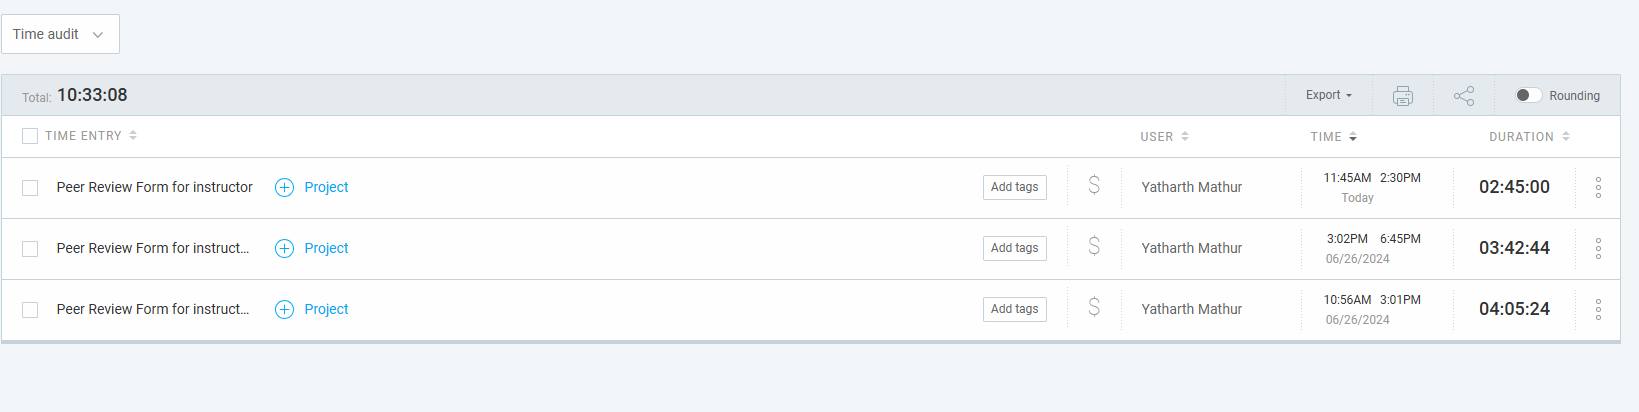 Time audit
Total: 10:33:08 Export Rounding
TIME ENTRY USER TIME DURATION
Peer Review Form for instructor Project Add tags $ Yatharth Mathur 11:45AM 2:30PM 02:45:00
Today
Peer Review Form for instruct... Project Add tags $ Yatharth Mathur 3:02PM 6:45PM 03:42:44
06/26/2024
Peer Review Form for instruct... Project Add tags $ Yatharth Mathur 10:56AM 3:01PM 04:05:24
06/26/2024